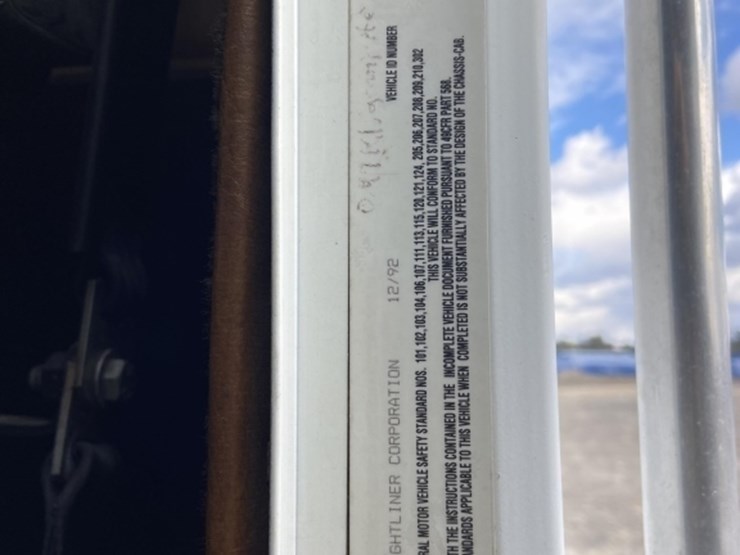 VEHICLE ID NUMBER
GHTLINER CORPORATION 12/92
RAL MOTOR VEHICLE SAFETY STANDARD NOS. 101,102,103,104,106,107,111,113,115,120,121,124, 205,206,207,208,209,210,302
THIS VEHICLE WILL CONFORM TO STANDARD NO.
TH THE INSTRUCTIONS CONTAINED IN THE INCOMPLETE VEHICLE DOCUMENT FURNISHED PURSUANT TO 49CFR PART 568.
NDARDS APPLICABLE TO THIS VEHICLE WHEN COMPLETED IS NOT SUBSTANTIALLY AFFECTED BY THE DESIGN OF THE CHASSIS-CAB.